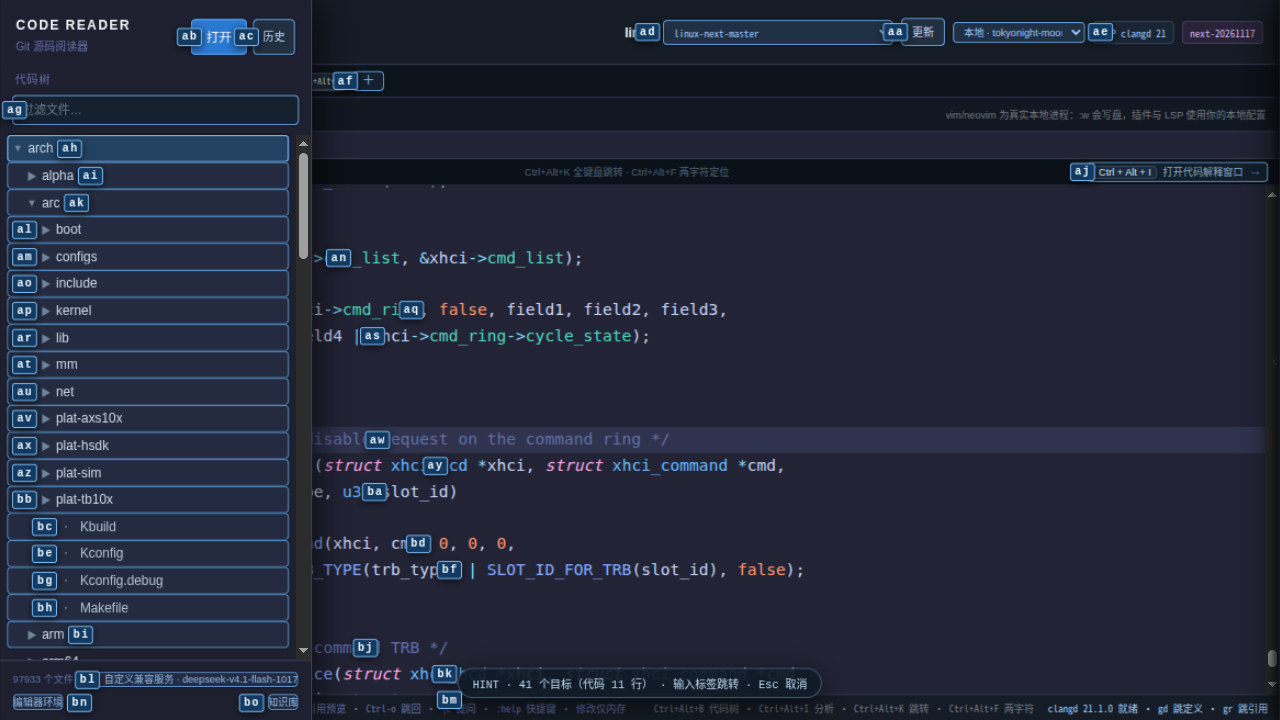 CODE READER
Git 源码阅读器
ab 打开 ac 历史
ad linux-next-master aa 更新 本地 · tokyonight-moon ae clangd 21 next-20261117
代码树
af +
ag 过滤文件...
vim/neovim 为真实本地进程: :w 会写盘, 插件与 LSP 使用你的本地配置
Ctrl+Alt+K 全键盘跳转 · Ctrl+Alt+F 两字符定位
aj Ctrl + Alt + I 打开代码解释窗口 →
▼ arch ah
▶ alpha ai
▼ arc ak
al ▶ boot
am ▶ configs
ao ▶ include
ap ▶ kernel
ar ▶ lib
at ▶ mm
au ▶ net
av ▶ plat-axs10x
ax ▶ plat-hsdk
az ▶ plat-sim
bb ▶ plat-tb10x
bc · Kbuild
be · Kconfig
bg · Kconfig.debug
bh · Makefile
▶ arm bi
> an _list, &xhci->cmd_list);
ci->cmd_ri aq , false, field1, field2, field3,
eld4 | as hci->cmd_ring->cycle_state);
isabl aw equest on the command ring */
(struct xhc ay cd *xhci, struct xhci_command *cmd,
e, u3 ba slot_id)
d(xhci, cm bd 0, 0, 0,
_TYPE(trb_typ bf | SLOT_ID_FOR_TRB(slot_id), false);
comm bj TRB */
ce(struct xh bk
bm
HINT · 41 个目标（代码 11 行） · 输入标签跳转 · Esc 取消
97933 个文件 bl 自定义兼容服务 · deepseek-v4.1-flash-1017
编辑器环境 bn bo 知识库
用预览 · Ctrl-o 跳回 · 提问 · :help 快捷键 · 修改仅内存 Ctrl+Alt+B 代码树 · Ctrl+Alt+I 分析 · Ctrl+Alt+K 跳转 · Ctrl+Alt+F 两字符 clangd 21.1.0 就绪 · gd 跳定义 · gr 跳引用